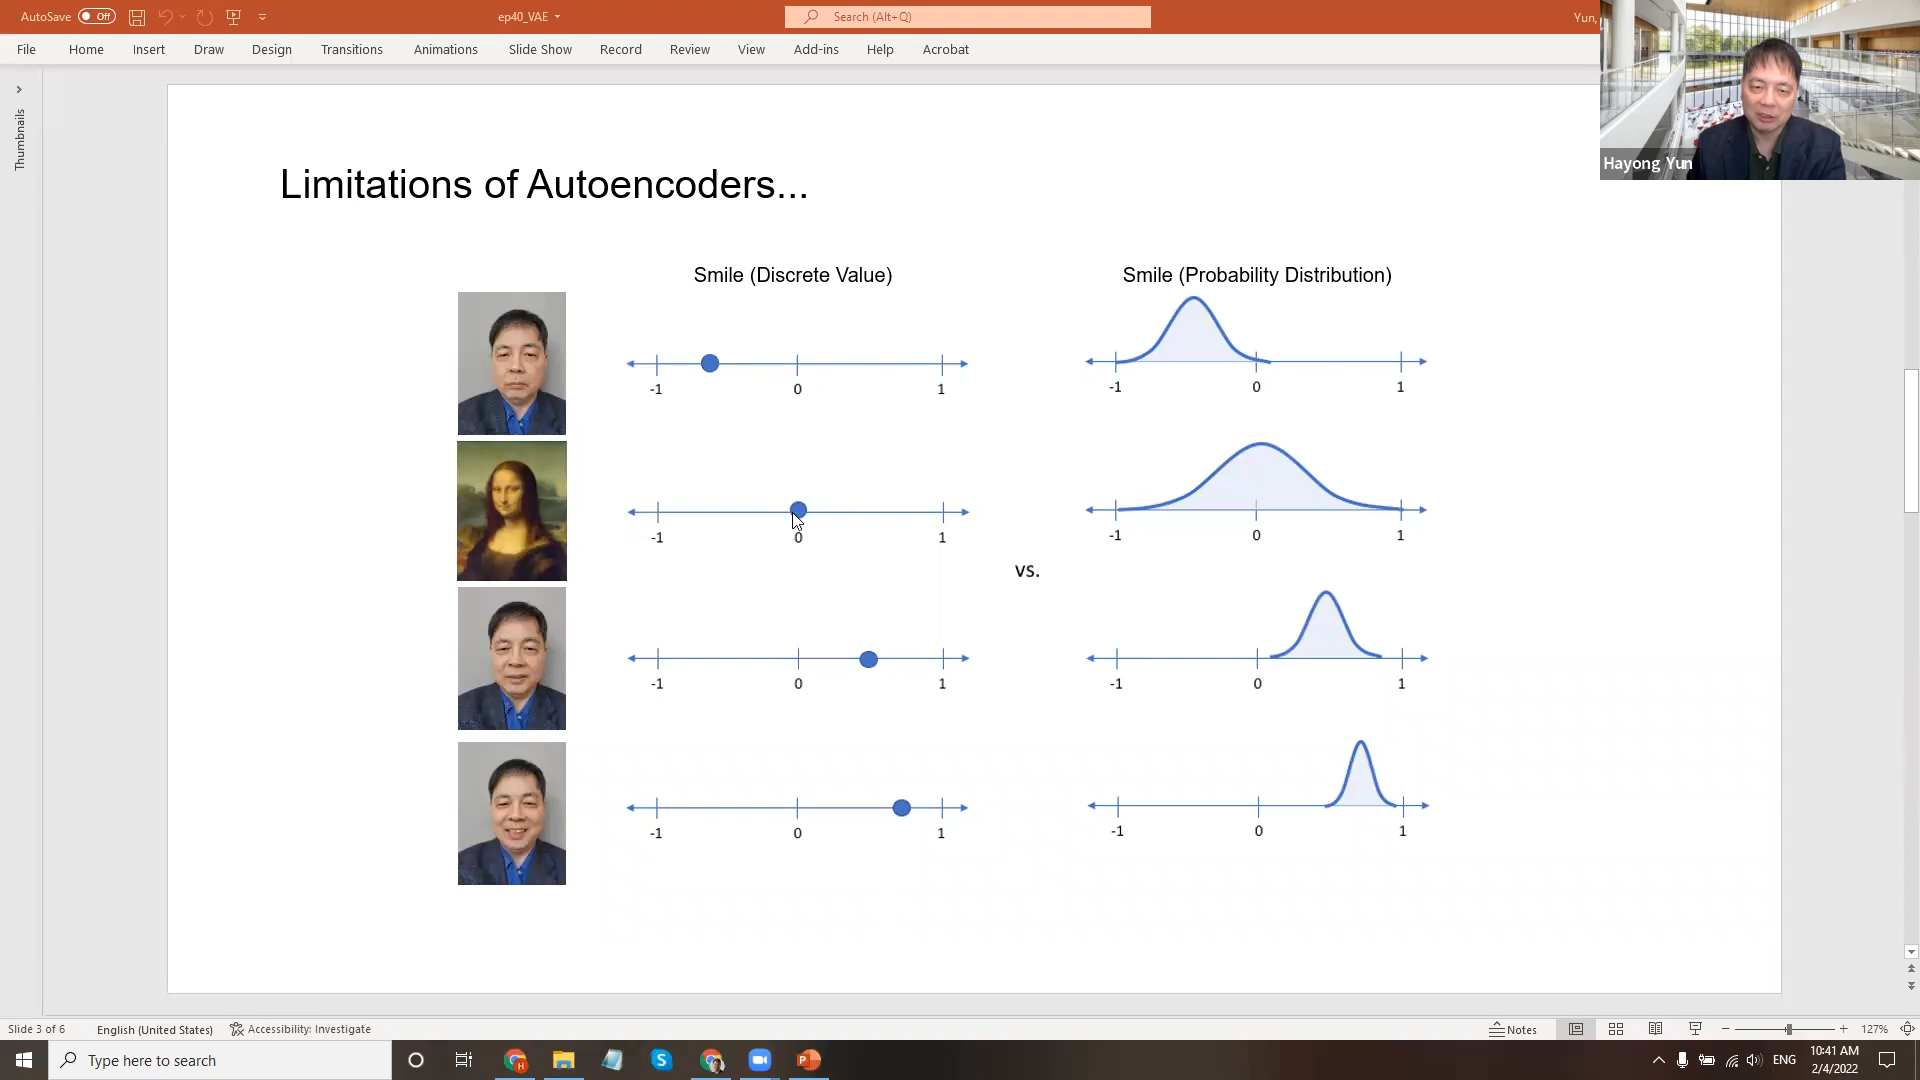 AutoSave Off ep40_VAE Search (Alt+Q) Yun,
File Home Insert Draw Design Transitions Animations Slide Show Record Review View Add-ins Help Acrobat
Hayong Yun
Thumbnails
Limitations of Autoencoders...
Smile (Discrete Value) Smile (Probability Distribution)
-1 0 1 -1 0 1
-1 0 1 -1 0 1
vs.
-1 0 1 -1 0 1
-1 0 1 -1 0 1
Slide 3 of 6 English (United States) Accessibility: Investigate Notes 127%
Type here to search ENG 10:41 AM
2/4/2022